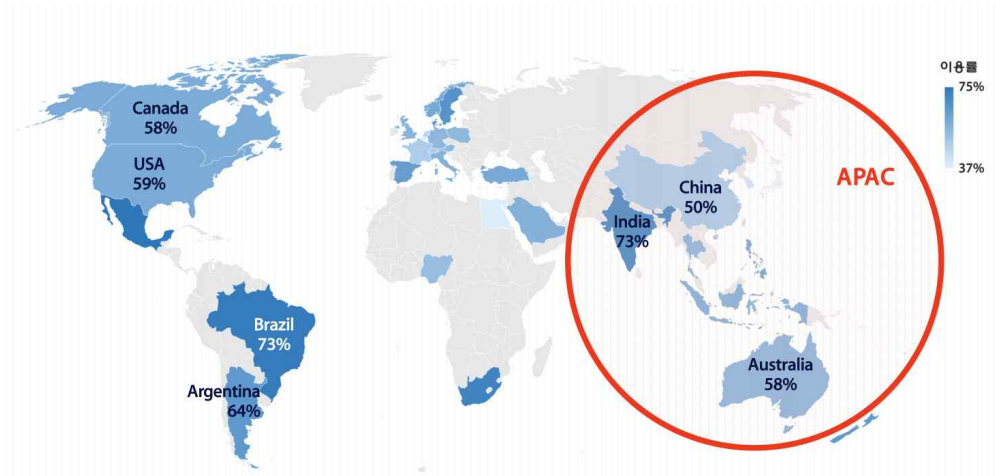 이용률
75%
37%
Canada
58%
USA
59%
Brazil
73%
Argentina
64%
APAC
China
50%
India
73%
Australia
58%